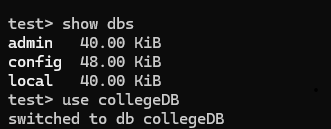 test> show dbs
admin   40.00 KiB
config  48.00 KiB
local   40.00 KiB
test> use collegeDB
switched to db collegeDB